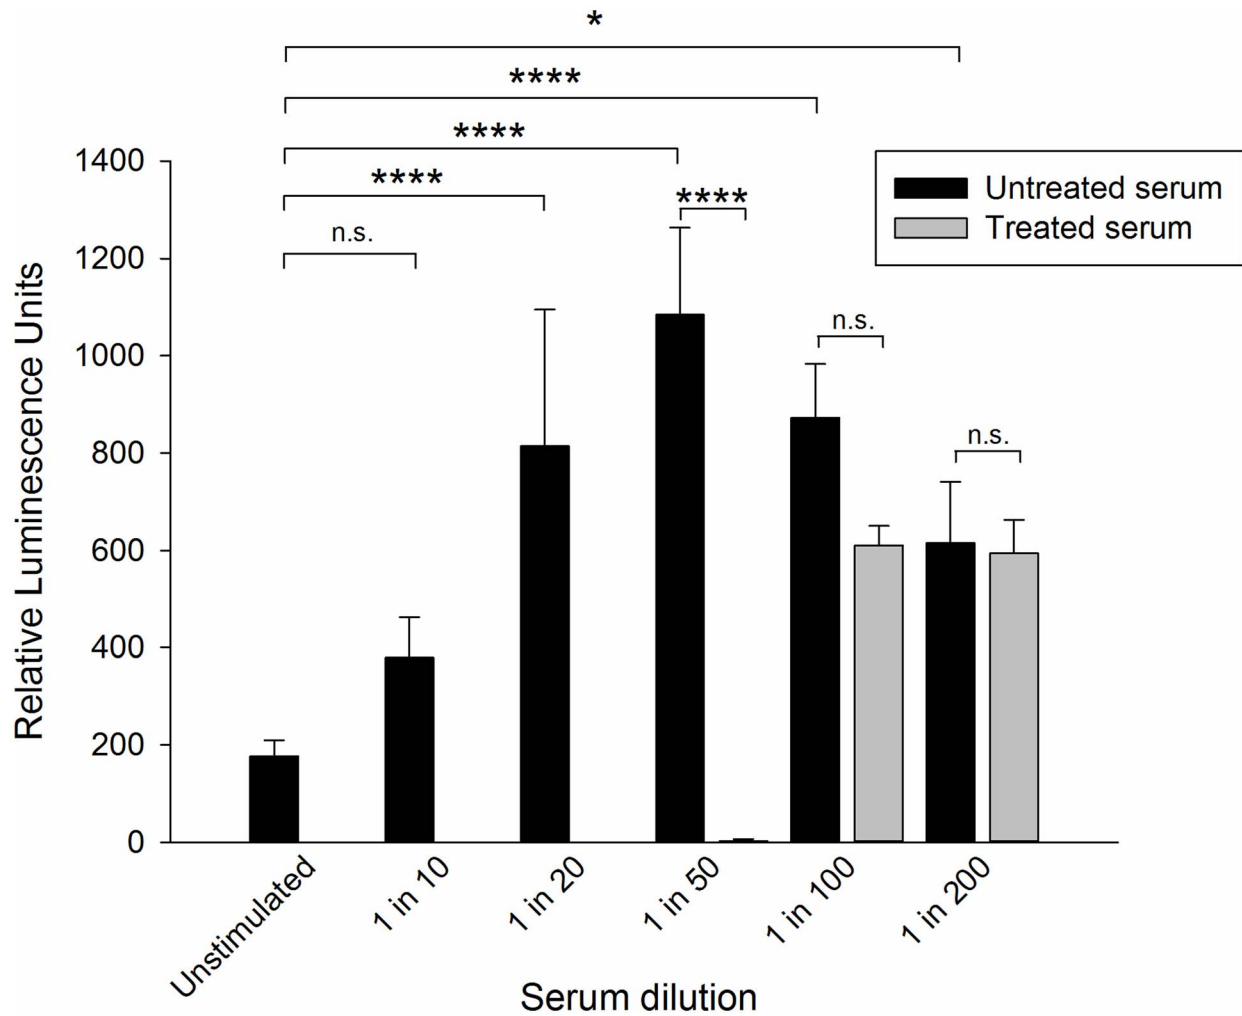 *
****
****
****
n.s.
****
n.s.
n.s.
Untreated serum
Treated serum
1400
1200
1000
800
600
400
200
0
Relative Luminescence Units
Unstimulated
1 in 10
1 in 20
1 in 50
1 in 100
1 in 200
Serum dilution